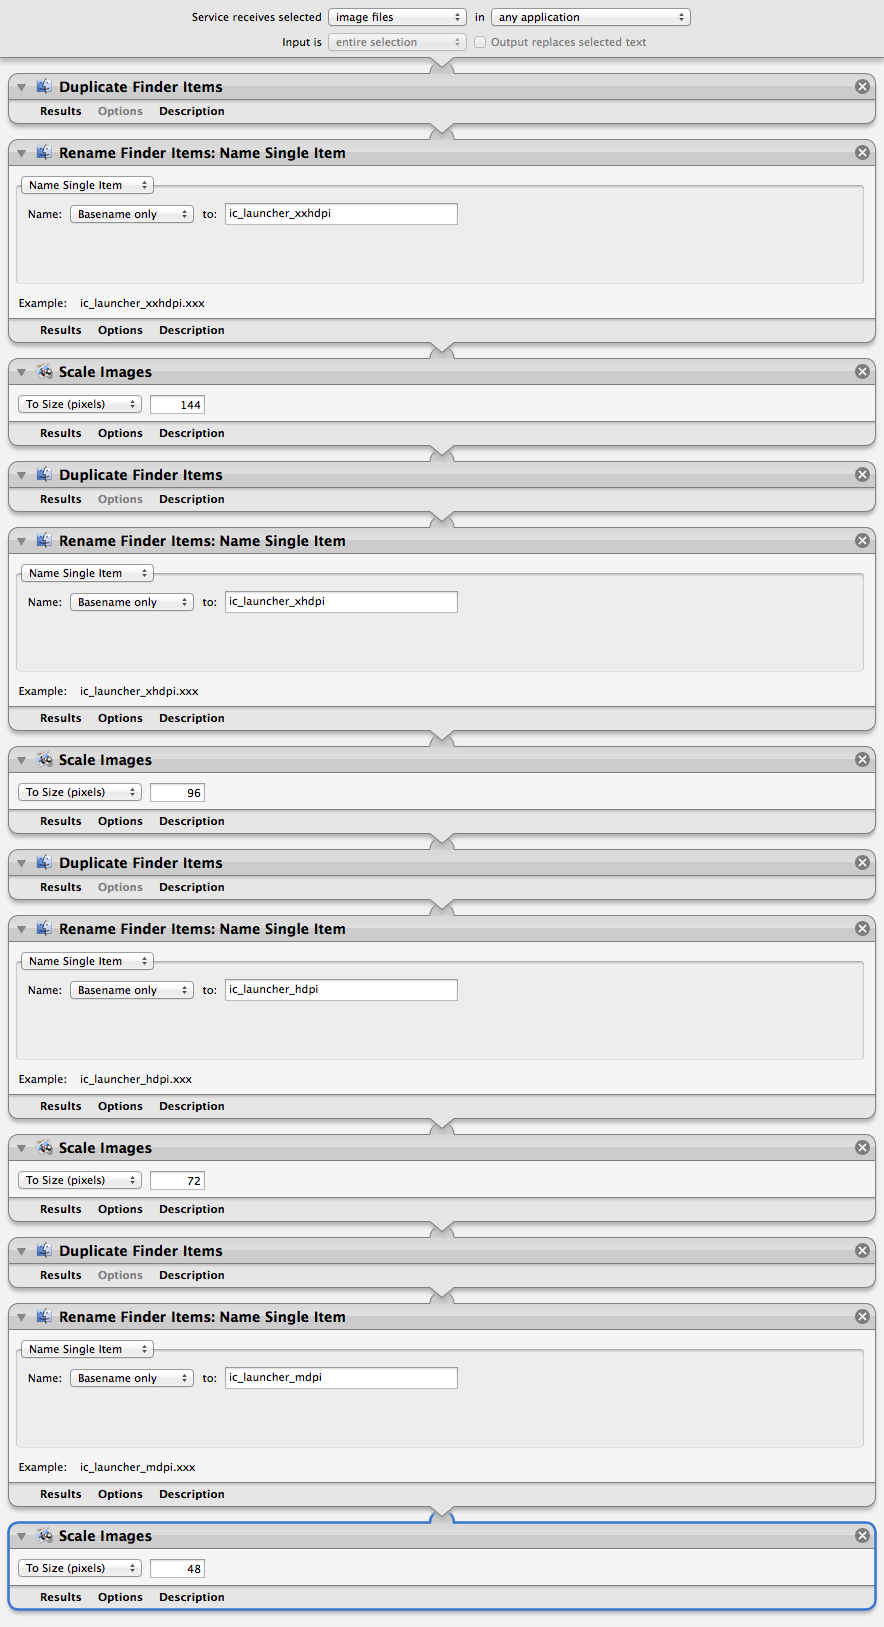 Service receives selected image files in any application
Input is entire selection Output replaces selected text
Duplicate Finder Items
Results Options Description
Rename Finder Items: Name Single Item
Name Single Item
Name: Basename only to: ic_launcher_xxhdpi
Example: ic_launcher_xxhdpi.xxx
Results Options Description
Scale Images
To Size (pixels) 144
Results Options Description
Duplicate Finder Items
Results Options Description
Rename Finder Items: Name Single Item
Name Single Item
Name: Basename only to: ic_launcher_xhdpi
Example: ic_launcher_xhdpi.xxx
Results Options Description
Scale Images
To Size (pixels) 96
Results Options Description
Duplicate Finder Items
Results Options Description
Rename Finder Items: Name Single Item
Name Single Item
Name: Basename only to: ic_launcher_hdpi
Example: ic_launcher_hdpi.xxx
Results Options Description
Scale Images
To Size (pixels) 72
Results Options Description
Duplicate Finder Items
Results Options Description
Rename Finder Items: Name Single Item
Name Single Item
Name: Basename only to: ic_launcher_mdpi
Example: ic_launcher_mdpi.xxx
Results Options Description
Scale Images
To Size (pixels) 48
Results Options Description